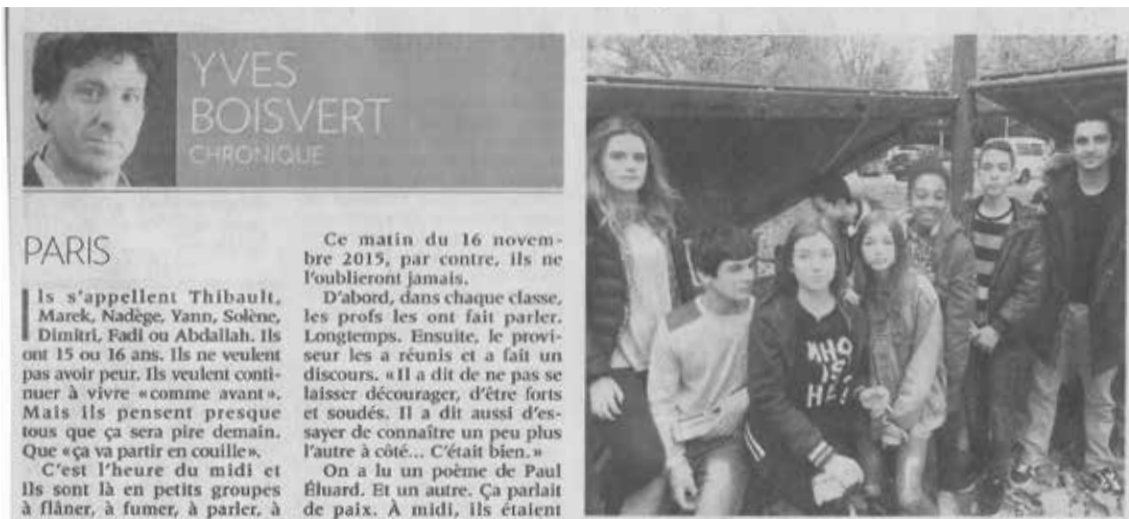 YVES
BOISVERT
CHRONIQUE
PARIS
Ils s'appellent Thibault,
Marek, Nadège, Yann, Solène,
Dimitri, Fadi ou Abdallah. Ils
ont 15 ou 16 ans. Ils ne veulent
pas avoir peur. Ils veulent conti-
nuer à vivre «comme avant».
Mais ils pensent presque
tous que ça sera pire demain.
Que «ça va partir en couille».
C'est l'heure du midi et
ils sont là en petits groupes
à flâner, à fumer, à parler, à
Ce matin du 16 novem-
bre 2015, par contre, ils ne
l'oublieront jamais.
D'abord, dans chaque classe,
les profs les ont fait parler.
Longtemps. Ensuite, le provi-
seur les a réunis et a fait un
discours. «Il a dit de ne pas se
laisser décourager, d'être forts
et soudés. Il a dit aussi d'es-
sayer de connaître un peu plus
l'autre à côté... C'était bien.»
On a lu un poème de Paul
Éluard. Et un autre. Ça parlait
de paix. À midi, ils étaient
WHO
IS
HE?